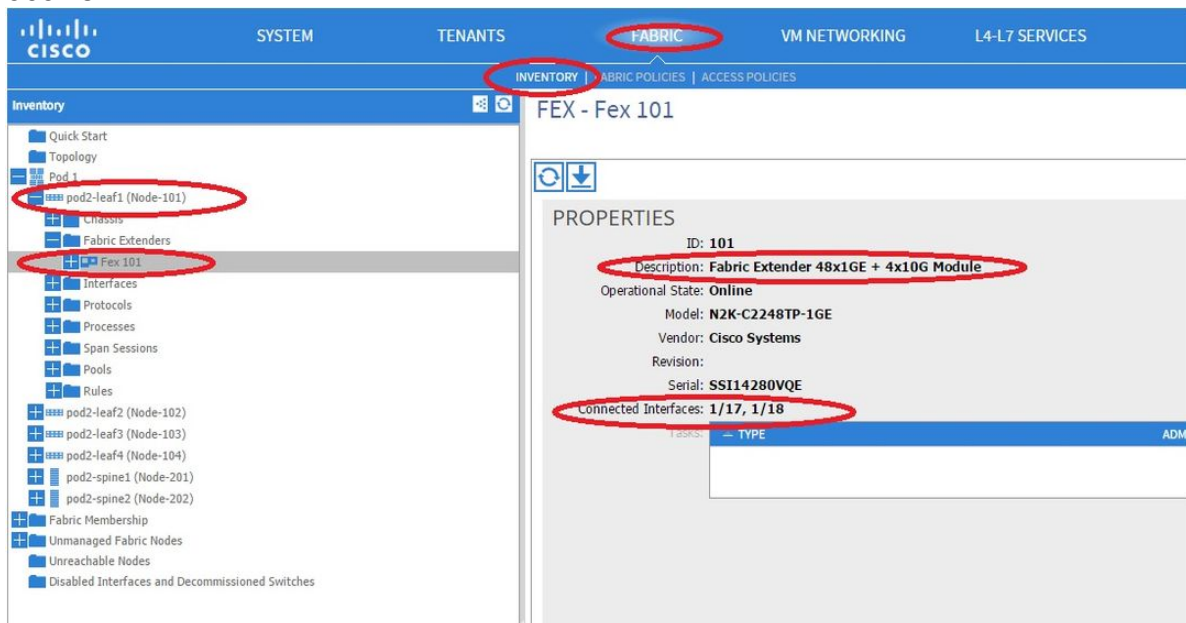 CISCO
SYSTEM TENANTS FABRIC VM NETWORKING L4-L7 SERVICES
INVENTORY | FABRIC POLICIES | ACCESS POLICIES
Inventory
Quick Start
Topology
Pod 1
pod2-leaf1 (Node-101)
Chassis
Fabric Extenders
Fex 101
Interfaces
Protocols
Processes
Span Sessions
Pools
Rules
pod2-leaf2 (Node-102)
pod2-leaf3 (Node-103)
pod2-leaf4 (Node-104)
pod2-spine1 (Node-201)
pod2-spine2 (Node-202)
Fabric Membership
Unmanaged Fabric Nodes
Unreachable Nodes
Disabled Interfaces and Decommissioned Switches
FEX - Fex 101
PROPERTIES
ID: 101
Description: Fabric Extender 48x1GE + 4x10G Module
Operational State: Online
Model: N2K-C2248TP-1GE
Vendor: Cisco Systems
Revision:
Serial: SSI14280VQE
Connected Interfaces: 1/17, 1/18
Tasks: TYPE ADM